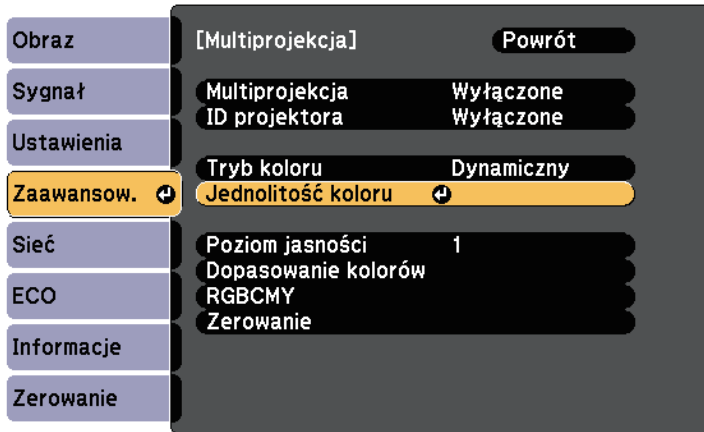 Obraz
Sygnał
Ustawienia
Zaawansow.
Sieć
ECO
Informacje
Zerowanie
[Multiprojekcja] Powrót
Multiprojekcja Wyłączone
ID projektora Wyłączone
Tryb koloru Dynamiczny
Jednolitość koloru
Poziom jasności 1
Dopasowanie kolorów
RGBCMY
Zerowanie